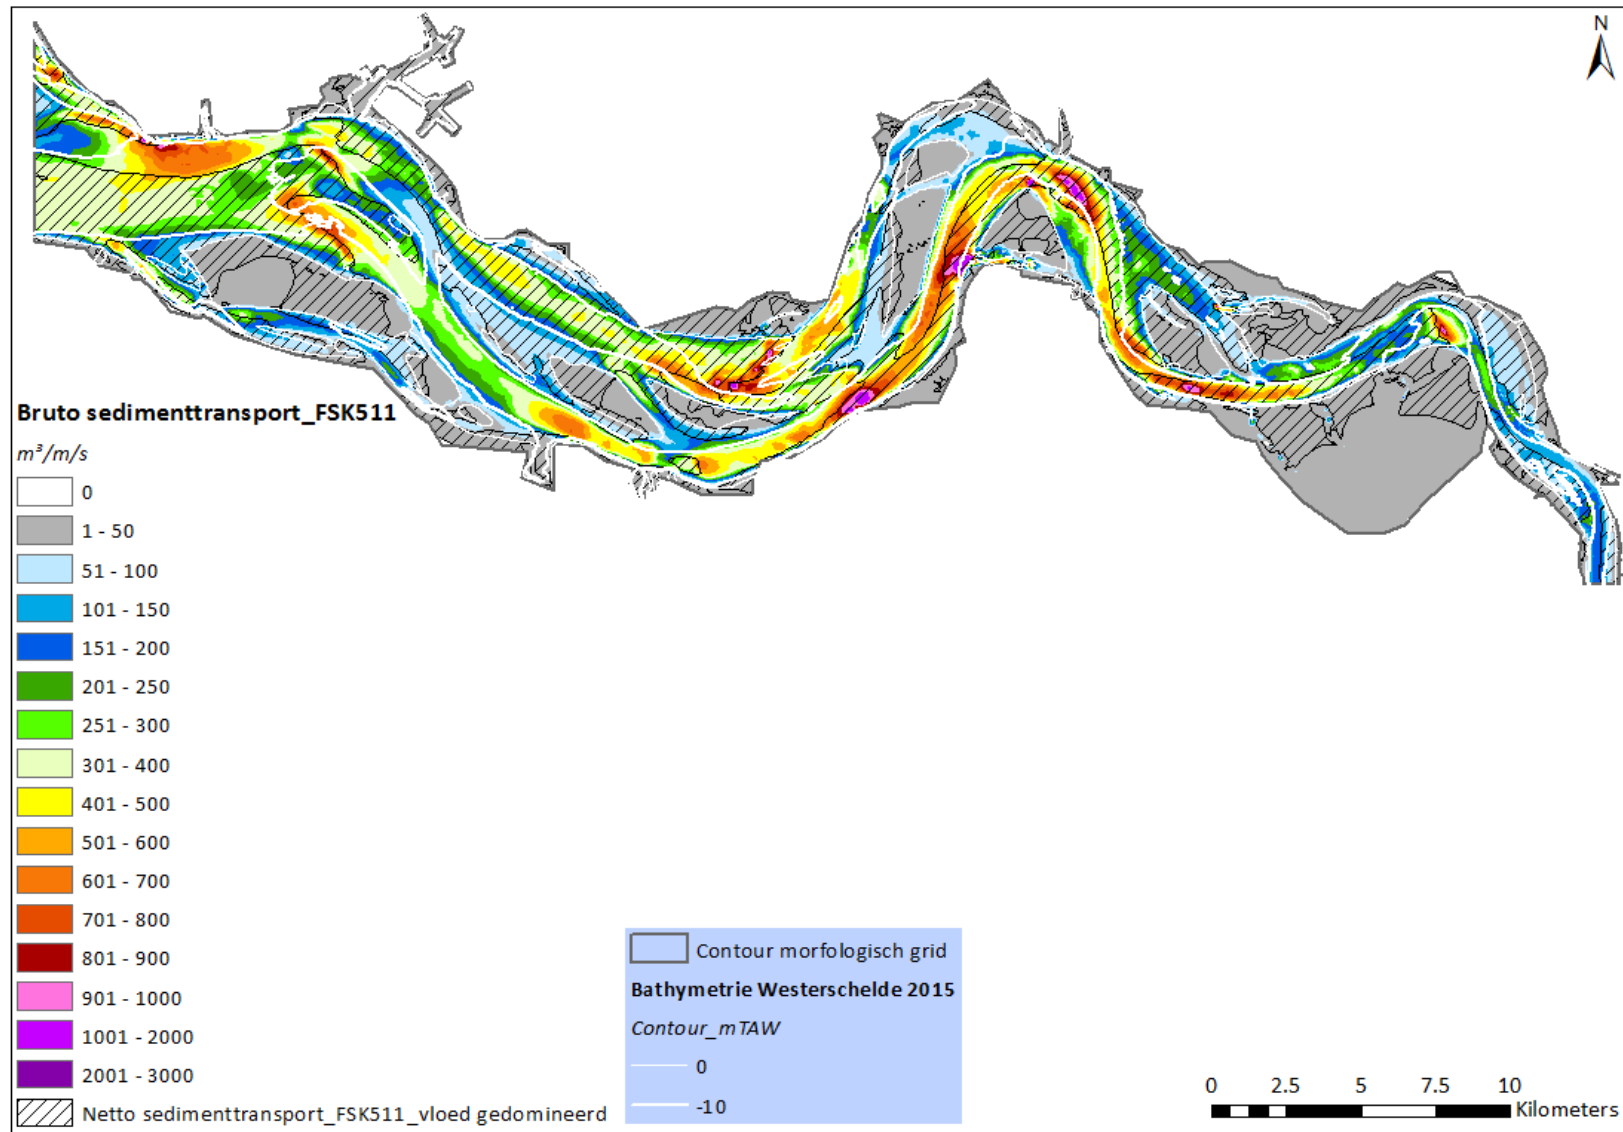 N
Bruto sedimenttransport_FSK511
m³/m/s
0
1 - 50
51 - 100
101 - 150
151 - 200
201 - 250
251 - 300
301 - 400
401 - 500
501 - 600
601 - 700
701 - 800
801 - 900
901 - 1000
1001 - 2000
2001 - 3000
Netto sedimenttransport_FSK511_vloed gedomineerd
Contour morfologisch grid
Bathymetrie Westerschelde 2015
Contour_mTAW
0
-10
0 2.5 5 7.5 10
Kilometers